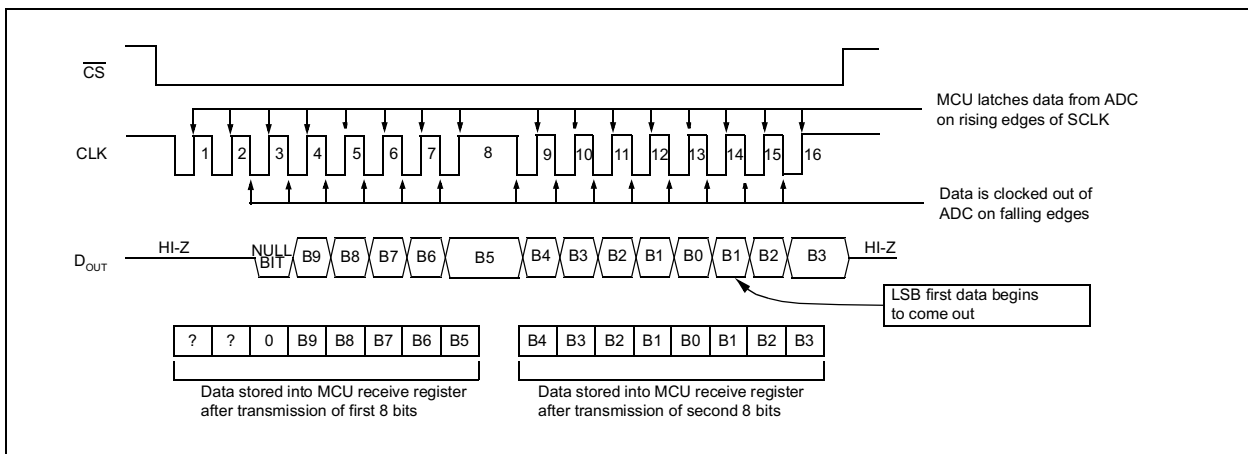 CS
MCU latches data from ADC
on rising edges of SCLK
CLK
1 2 3 4 5 6 7 8 9 10 11 12 13 14 15 16
Data is clocked out of
ADC on falling edges
DOUT
HI-Z
NULL
BIT
B9 B8 B7 B6 B5 B4 B3 B2 B1 B0 B1 B2 B3
HI-Z
LSB first data begins
to come out
? ? 0 B9 B8 B7 B6 B5
B4 B3 B2 B1 B0 B1 B2 B3
Data stored into MCU receive register
after transmission of first 8 bits
Data stored into MCU receive register
after transmission of second 8 bits